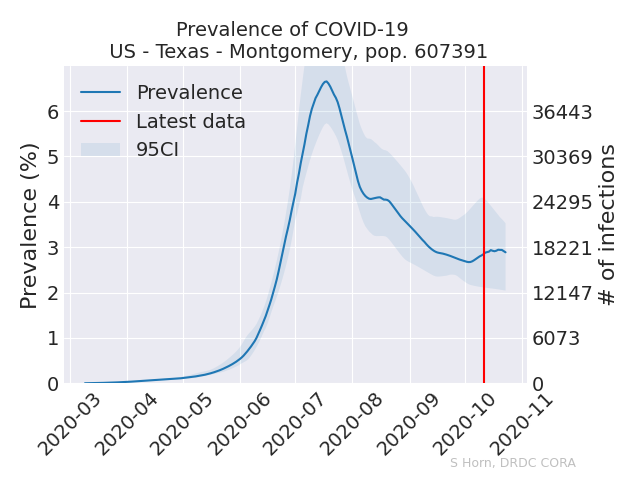 Prevalence of COVID-19
US - Texas - Montgomery, pop. 607391
Prevalence
Latest data
95CI
Prevalence (%)
6
5
4
3
2
1
0
36443
30369
24295
18221
12147
6073
0
# of infections
2020-03
2020-04
2020-05
2020-06
2020-07
2020-08
2020-09
2020-10
2020-11
S Horn, DRDC CORA